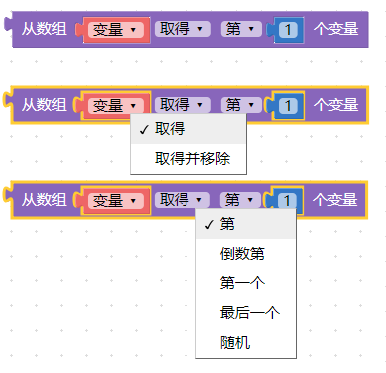 从数组 变量 ▾ 取得 ▾ 第 ▾ 1 个变量
从数组 变量 ▾ 取得 ▾ 第 ▾ 1 个变量
✓ 取得
取得并移除
从数组 变量 ▾ 取得 ▾ 第 ▾ 1 个变量
✓ 第
倒数第
第一个
最后一个
随机